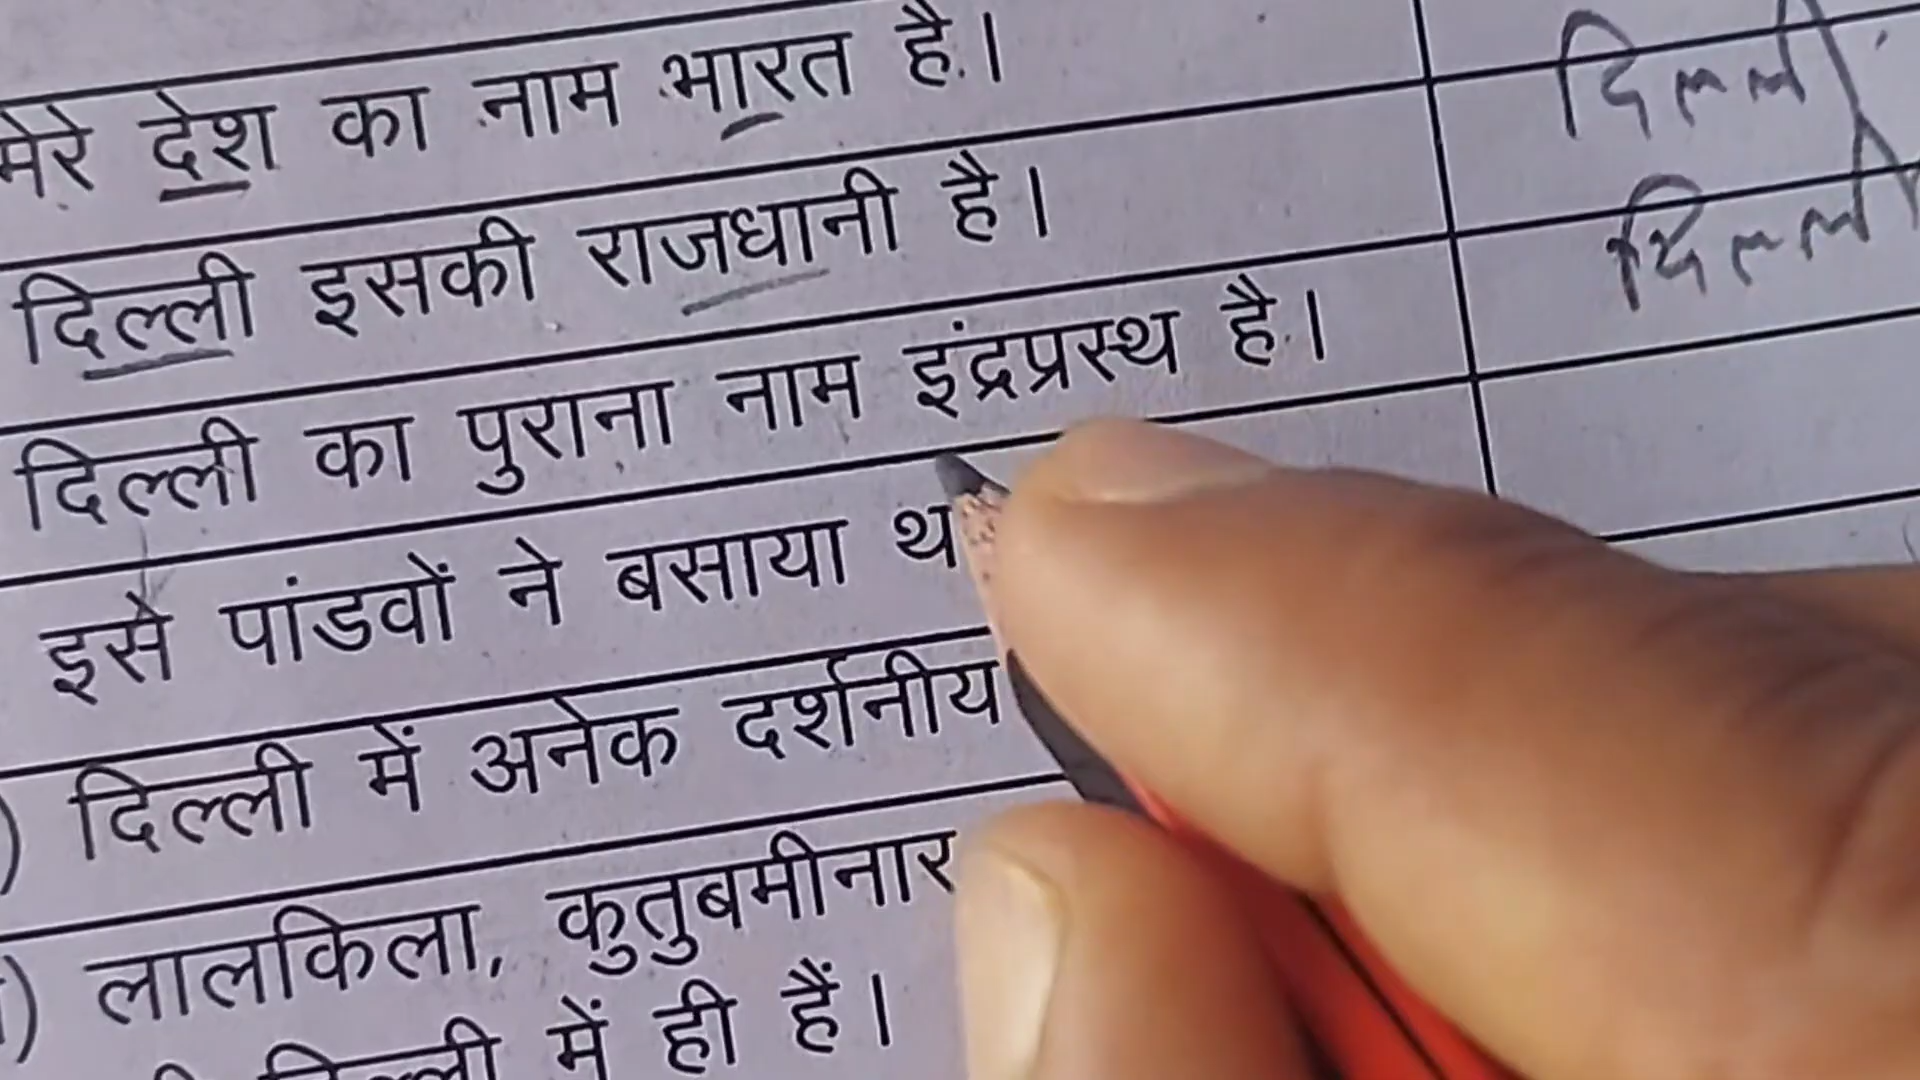 मेरे देश का नाम भारत है।
दिल्ली
दिल्ली इसकी राजधानी है।
दिल्ली
दिल्ली का पुराना नाम इंद्रप्रस्थ है।
इसे पांडवों ने बसाया
) दिल्ली में अनेक दर्शनीय
) लालकिला, कुतुबमीनार
में ही हैं।